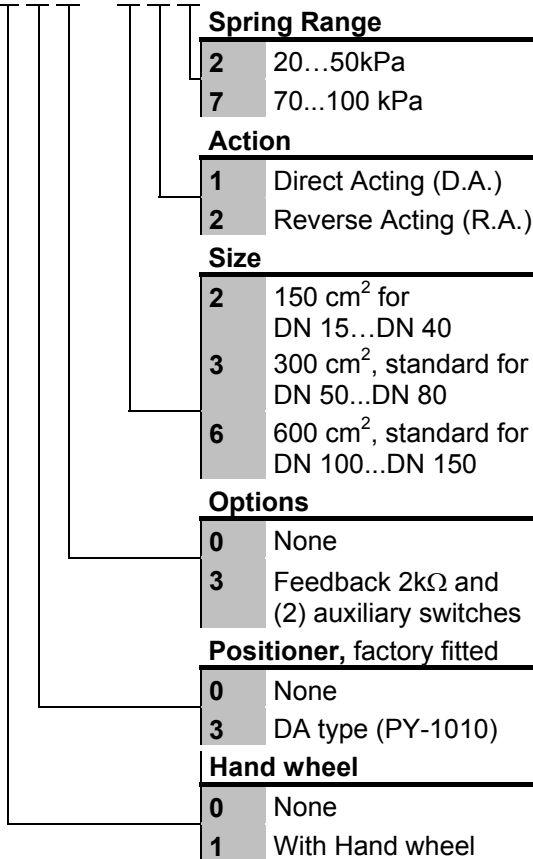 Spring Range
2 20…50kPa
7 70...100 kPa
Action
1 Direct Acting (D.A.)
2 Reverse Acting (R.A.)
Size
2 150 cm² for
DN 15…DN 40
3 300 cm², standard for
DN 50...DN 80
6 600 cm², standard for
DN 100...DN 150
Options
0 None
3 Feedback 2kΩ and
(2) auxiliary switches
Positioner, factory fitted
0 None
3 DA type (PY-1010)
Hand wheel
0 None
1 With Hand wheel